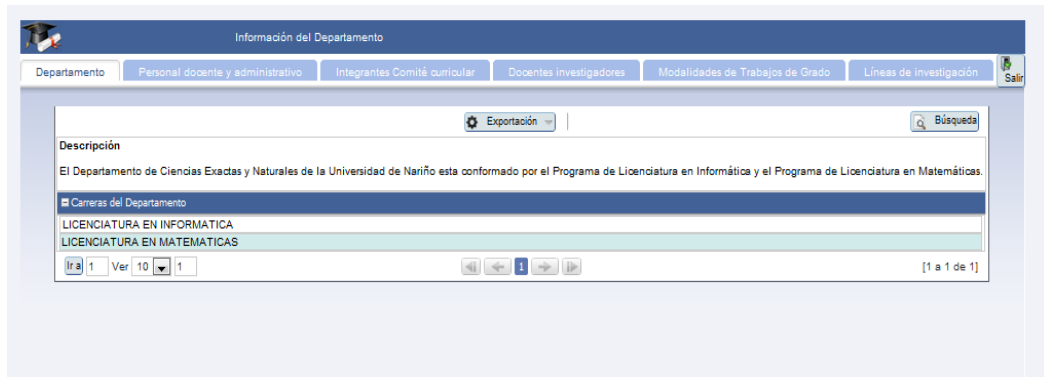 Información del Departamento
Departamento Personal docente y administrativo Integrantes Comité curricular Docentes investigadores Modalidades de Trabajos de Grado Líneas de investigación Salir
Exportación Búsqueda
Descripción
El Departamento de Ciencias Exactas y Naturales de la Universidad de Nariño esta conformado por el Programa de Licenciatura en Informática y el Programa de Licenciatura en Matemáticas.
Carreras del Departamento
LICENCIATURA EN INFORMATICA
LICENCIATURA EN MATEMATICAS
Ir a 1 Ver 10 1 1 [1 a 1 de 1]